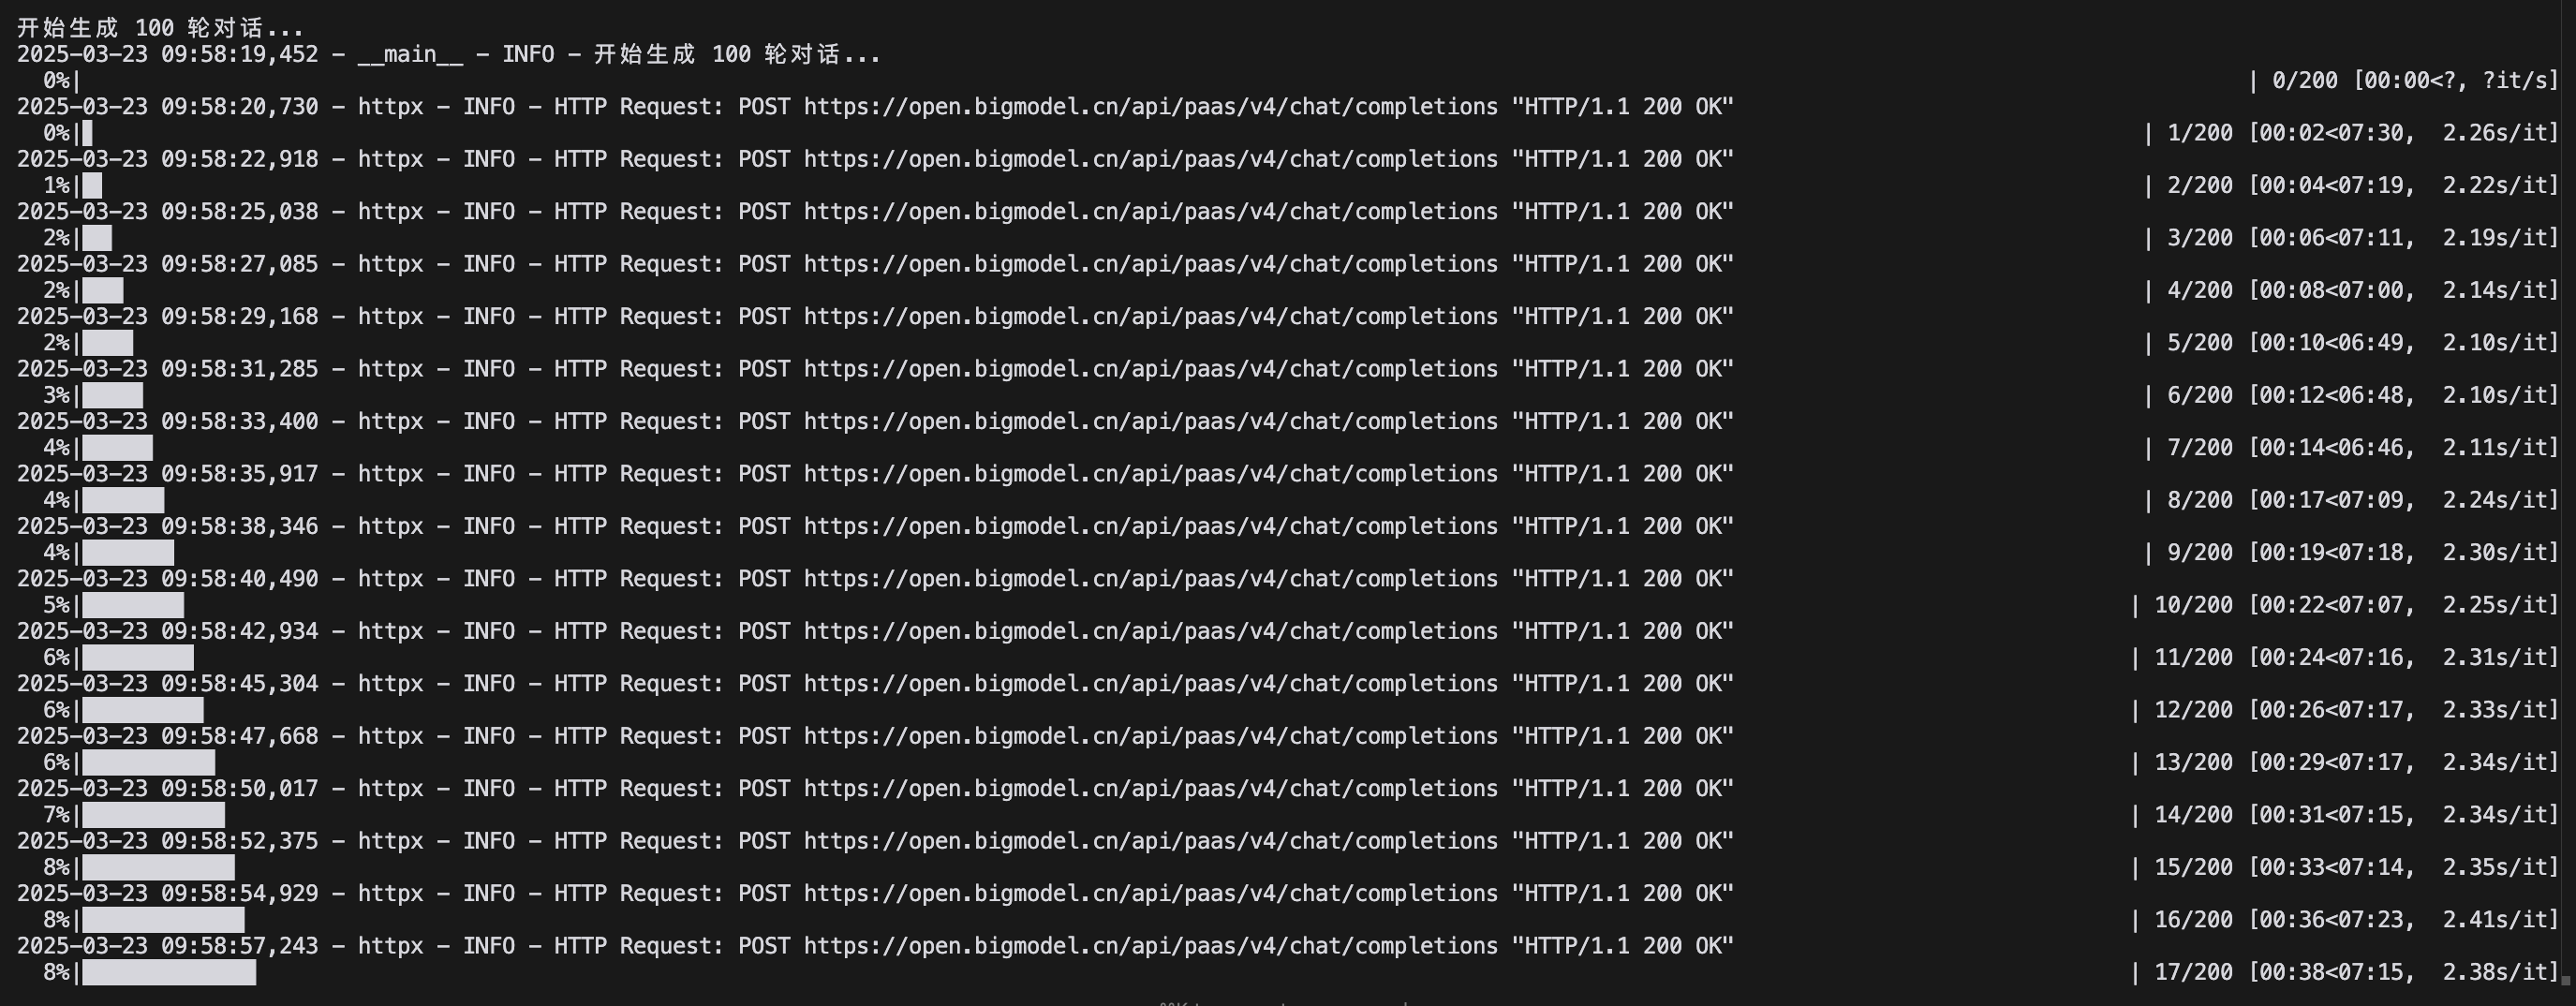 开始生成 100 轮对话...
2025-03-23 09:58:19,452 - __main__ - INFO - 开始生成 100 轮对话...
0%| | 0/200 [00:00<?, ?it/s]
2025-03-23 09:58:20,730 - httpx - INFO - HTTP Request: POST https://open.bigmodel.cn/api/paas/v4/chat/completions "HTTP/1.1 200 OK"
0%| | 1/200 [00:02<07:30, 2.26s/it]
2025-03-23 09:58:22,918 - httpx - INFO - HTTP Request: POST https://open.bigmodel.cn/api/paas/v4/chat/completions "HTTP/1.1 200 OK"
1%| | 2/200 [00:04<07:19, 2.22s/it]
2025-03-23 09:58:25,038 - httpx - INFO - HTTP Request: POST https://open.bigmodel.cn/api/paas/v4/chat/completions "HTTP/1.1 200 OK"
2%| | 3/200 [00:06<07:11, 2.19s/it]
2025-03-23 09:58:27,085 - httpx - INFO - HTTP Request: POST https://open.bigmodel.cn/api/paas/v4/chat/completions "HTTP/1.1 200 OK"
2%| | 4/200 [00:08<07:00, 2.14s/it]
2025-03-23 09:58:29,168 - httpx - INFO - HTTP Request: POST https://open.bigmodel.cn/api/paas/v4/chat/completions "HTTP/1.1 200 OK"
2%| | 5/200 [00:10<06:49, 2.10s/it]
2025-03-23 09:58:31,285 - httpx - INFO - HTTP Request: POST https://open.bigmodel.cn/api/paas/v4/chat/completions "HTTP/1.1 200 OK"
3%| | 6/200 [00:12<06:48, 2.10s/it]
2025-03-23 09:58:33,400 - httpx - INFO - HTTP Request: POST https://open.bigmodel.cn/api/paas/v4/chat/completions "HTTP/1.1 200 OK"
4%| | 7/200 [00:14<06:46, 2.11s/it]
2025-03-23 09:58:35,917 - httpx - INFO - HTTP Request: POST https://open.bigmodel.cn/api/paas/v4/chat/completions "HTTP/1.1 200 OK"
4%| | 8/200 [00:17<07:09, 2.24s/it]
2025-03-23 09:58:38,346 - httpx - INFO - HTTP Request: POST https://open.bigmodel.cn/api/paas/v4/chat/completions "HTTP/1.1 200 OK"
4%| | 9/200 [00:19<07:18, 2.30s/it]
2025-03-23 09:58:40,490 - httpx - INFO - HTTP Request: POST https://open.bigmodel.cn/api/paas/v4/chat/completions "HTTP/1.1 200 OK"
5%| | 10/200 [00:22<07:07, 2.25s/it]
2025-03-23 09:58:42,934 - httpx - INFO - HTTP Request: POST https://open.bigmodel.cn/api/paas/v4/chat/completions "HTTP/1.1 200 OK"
6%| | 11/200 [00:24<07:16, 2.31s/it]
2025-03-23 09:58:45,304 - httpx - INFO - HTTP Request: POST https://open.bigmodel.cn/api/paas/v4/chat/completions "HTTP/1.1 200 OK"
6%| | 12/200 [00:26<07:17, 2.33s/it]
2025-03-23 09:58:47,668 - httpx - INFO - HTTP Request: POST https://open.bigmodel.cn/api/paas/v4/chat/completions "HTTP/1.1 200 OK"
6%| | 13/200 [00:29<07:17, 2.34s/it]
2025-03-23 09:58:50,017 - httpx - INFO - HTTP Request: POST https://open.bigmodel.cn/api/paas/v4/chat/completions "HTTP/1.1 200 OK"
7%| | 14/200 [00:31<07:15, 2.34s/it]
2025-03-23 09:58:52,375 - httpx - INFO - HTTP Request: POST https://open.bigmodel.cn/api/paas/v4/chat/completions "HTTP/1.1 200 OK"
8%| | 15/200 [00:33<07:14, 2.35s/it]
2025-03-23 09:58:54,929 - httpx - INFO - HTTP Request: POST https://open.bigmodel.cn/api/paas/v4/chat/completions "HTTP/1.1 200 OK"
8%| | 16/200 [00:36<07:23, 2.41s/it]
2025-03-23 09:58:57,243 - httpx - INFO - HTTP Request: POST https://open.bigmodel.cn/api/paas/v4/chat/completions "HTTP/1.1 200 OK"
8%| | 17/200 [00:38<07:15, 2.38s/it]